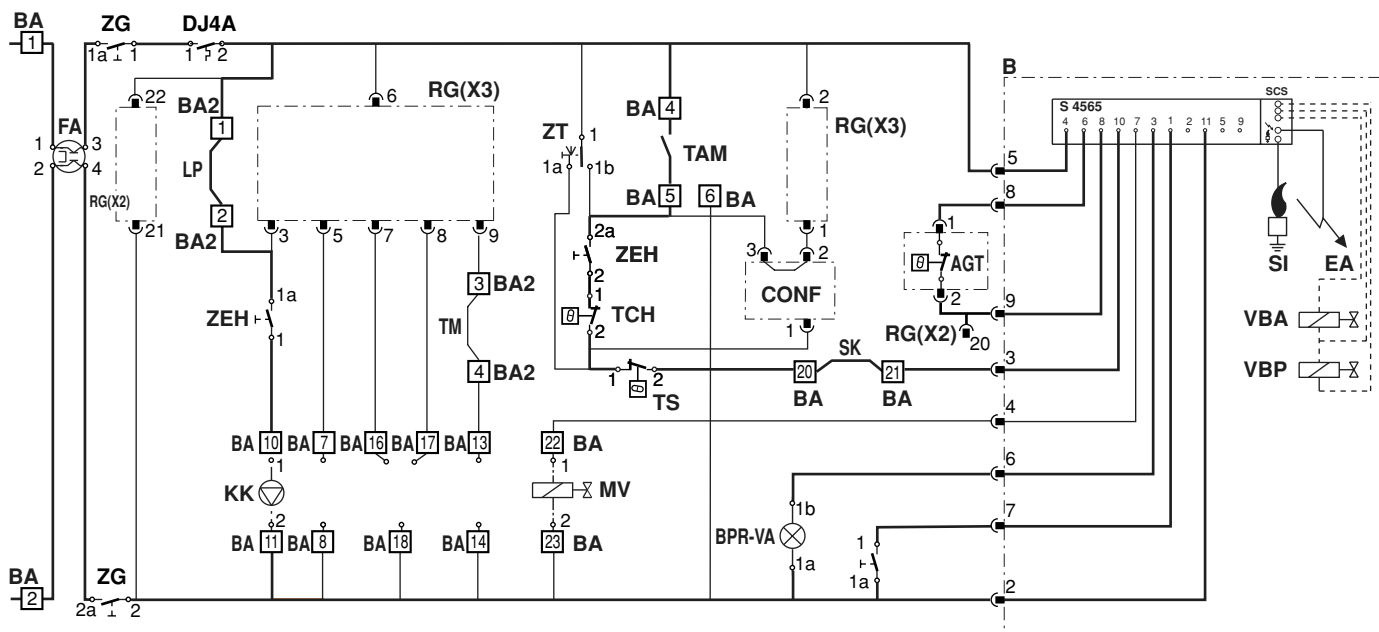 BA
1
ZG
1a 1
DJ4A
1 2
FA
1 3
2 4
22
RG(X2)
21
BA2
1
LP
2
BA2
6
RG(X3)
3 5 7 8 9
1a
ZEH
1
3 BA2
TM
4 BA2
ZT
1
1a 1b
BA 4
TAM
BA 5
6 BA
2a
ZEH
2
1
TCH
2
1 2
TS
2
RG(X3)
1
3 2
CONF
1
SK
20 21
BA BA
1
θ AGT
2
RG(X2) 20
B
5
8
9
3
4
6
7
2
S 4565
4 6 8 10 7 3 1 2 11 5 9
SCS
SI EA
VBA
VBP
BA 10 BA 7 BA 16 BA 17 BA 13
1
KK
2
BA 11 BA 8 BA 18 BA 14
22 BA
1
MV
2
23 BA
1b
BPR-VA
1a
1
1a
BA
2
ZG
2a 2